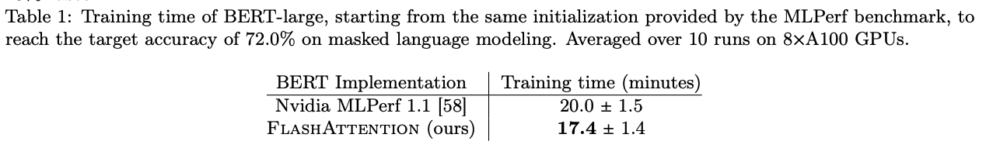 Table 1: Training time of BERT-large, starting from the same initialization provided by the MLPerf benchmark, to
reach the target accuracy of 72.0% on masked language modeling. Averaged over 10 runs on 8×A100 GPUs.
BERT Implementation Training time (minutes)
Nvidia MLPerf 1.1 [58] 20.0 ± 1.5
FLASHATTENTION (ours) 17.4 ± 1.4